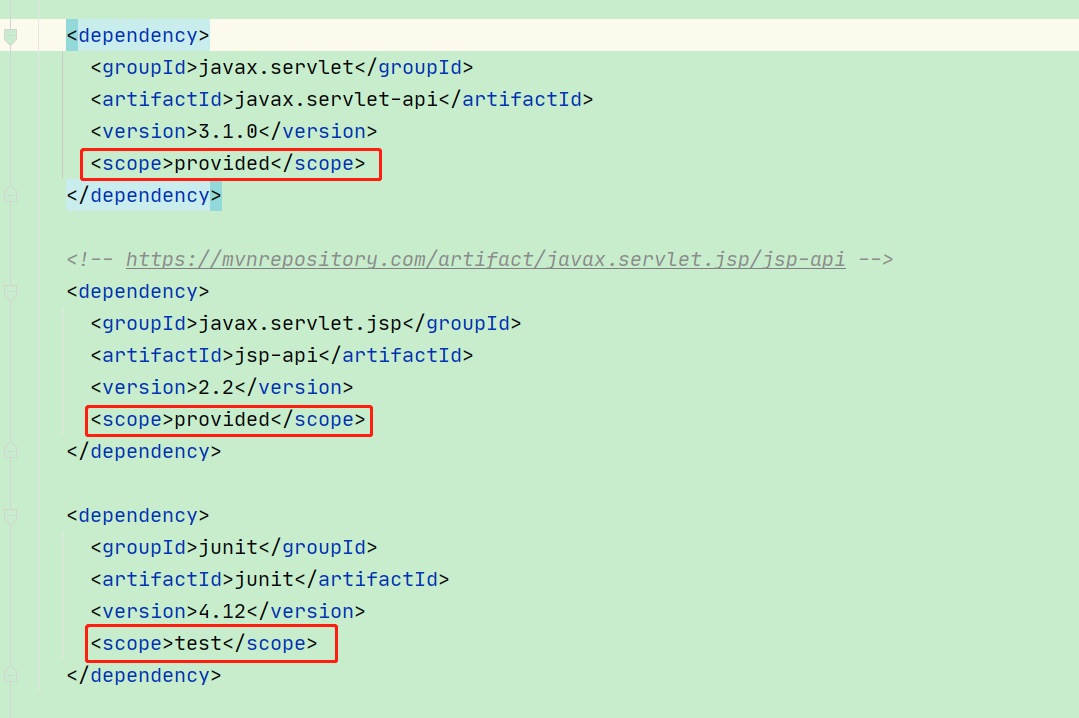 <dependency>
<groupId>javax.servlet</groupId>
<artifactId>javax.servlet-api</artifactId>
<version>3.1.0</version>
<scope>provided</scope>
</dependency>
<!-- https://mvnrepository.com/artifact/javax.servlet.jsp/jsp-api -->
<dependency>
<groupId>javax.servlet.jsp</groupId>
<artifactId>jsp-api</artifactId>
<version>2.2</version>
<scope>provided</scope>
</dependency>
<dependency>
<groupId>junit</groupId>
<artifactId>junit</artifactId>
<version>4.12</version>
<scope>test</scope>
</dependency>